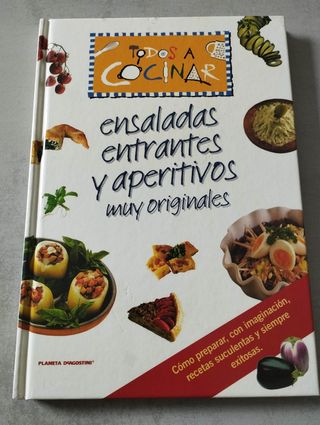 TODOS A
COCINAR
ensaladas
entrantes
y aperitivos
muy originales
Cómo preparar, con imaginación,
recetas suculentas y siempre
exitosas.
PLANETA DEAGOSTINI